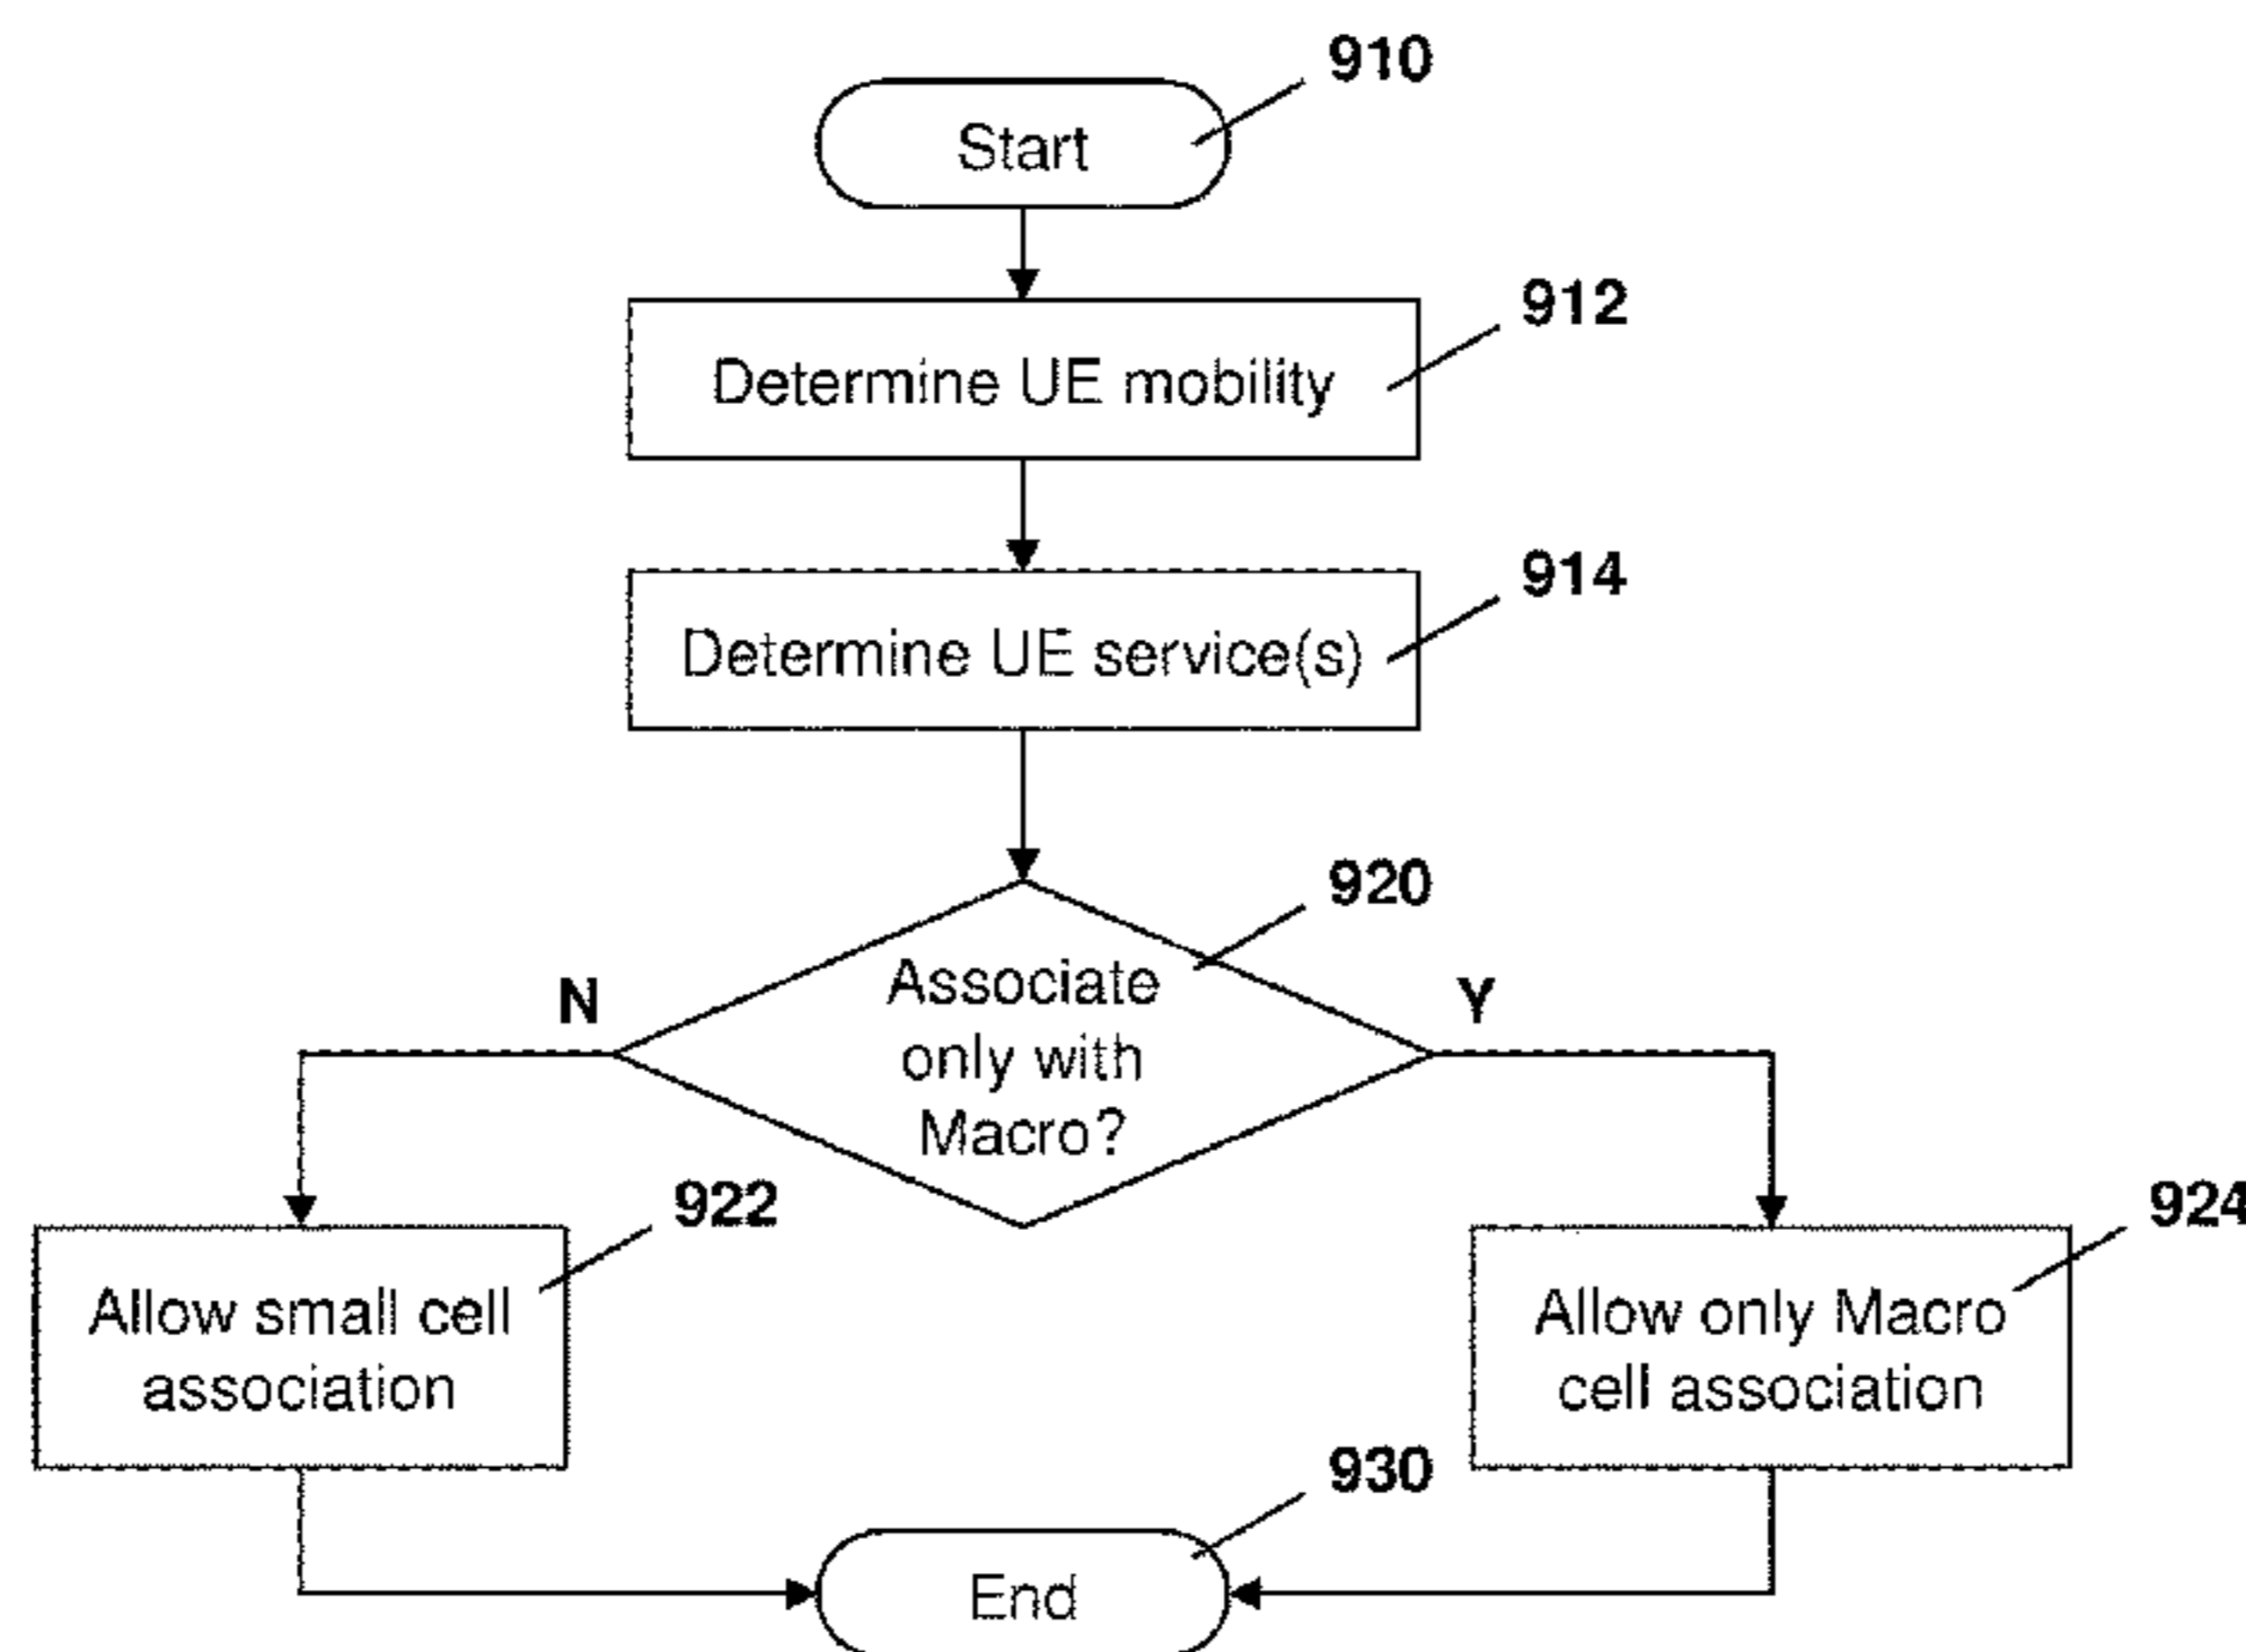 910
Start
912
Determine UE mobility
914
Determine UE service(s)
920
Associate
only with
Macro?
N
Y
922
Allow small cell
association
924
Allow only Macro
cell association
930
End